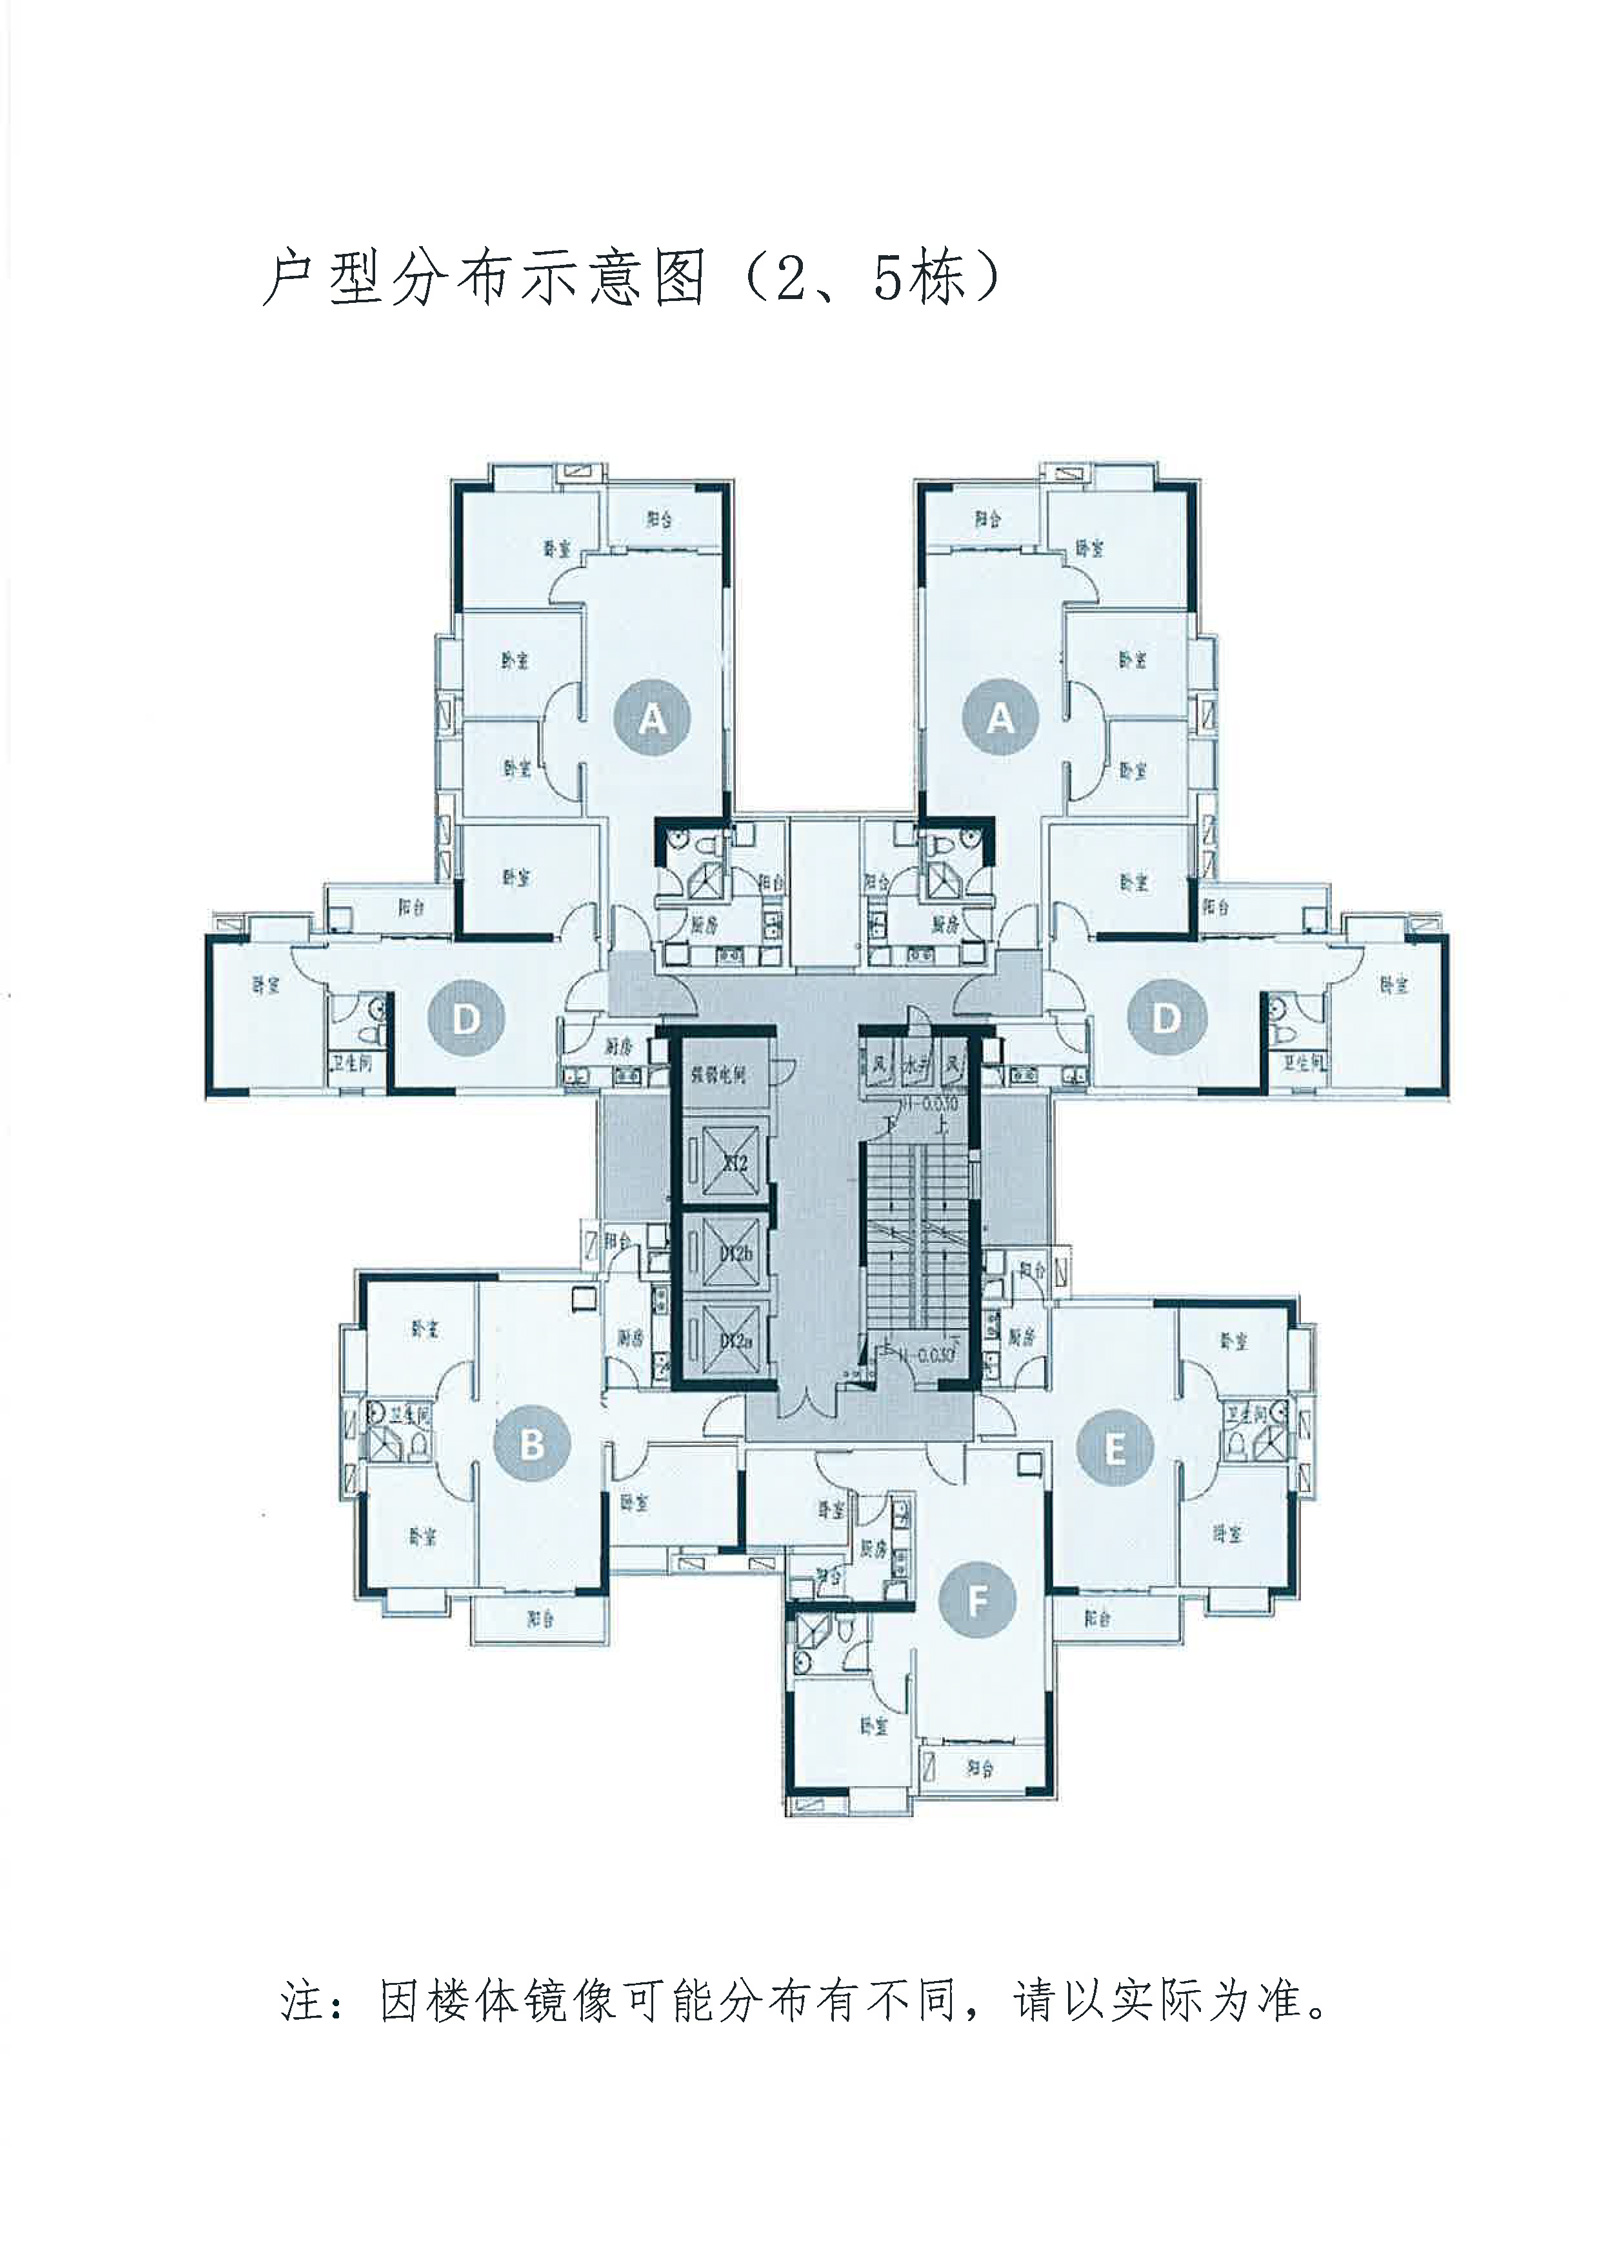 户型分布示意图（2、5栋）
阳台
阳台
卧室
卧室
卧室
卧室
A
A
卧室
卧室
卧室
卧室
阳台
阳台
阳台
阳台
厨房
厨房
卧室
卧室
D
D
厨房
卫生间
卫生间
强弱电间
风
水井
风
H-0.030
下
上
XT2
DT2b
DT2a
阳台
阳台
卧室
厨房
厨房
卧室
上
下
H-0.030
卫生间
卫生间
B
E
卧室
卧室
卧室
卧室
厨房
阳台
F
阳台
阳台
卧室
阳台
注：因楼体镜像可能分布有不同，请以实际为准。